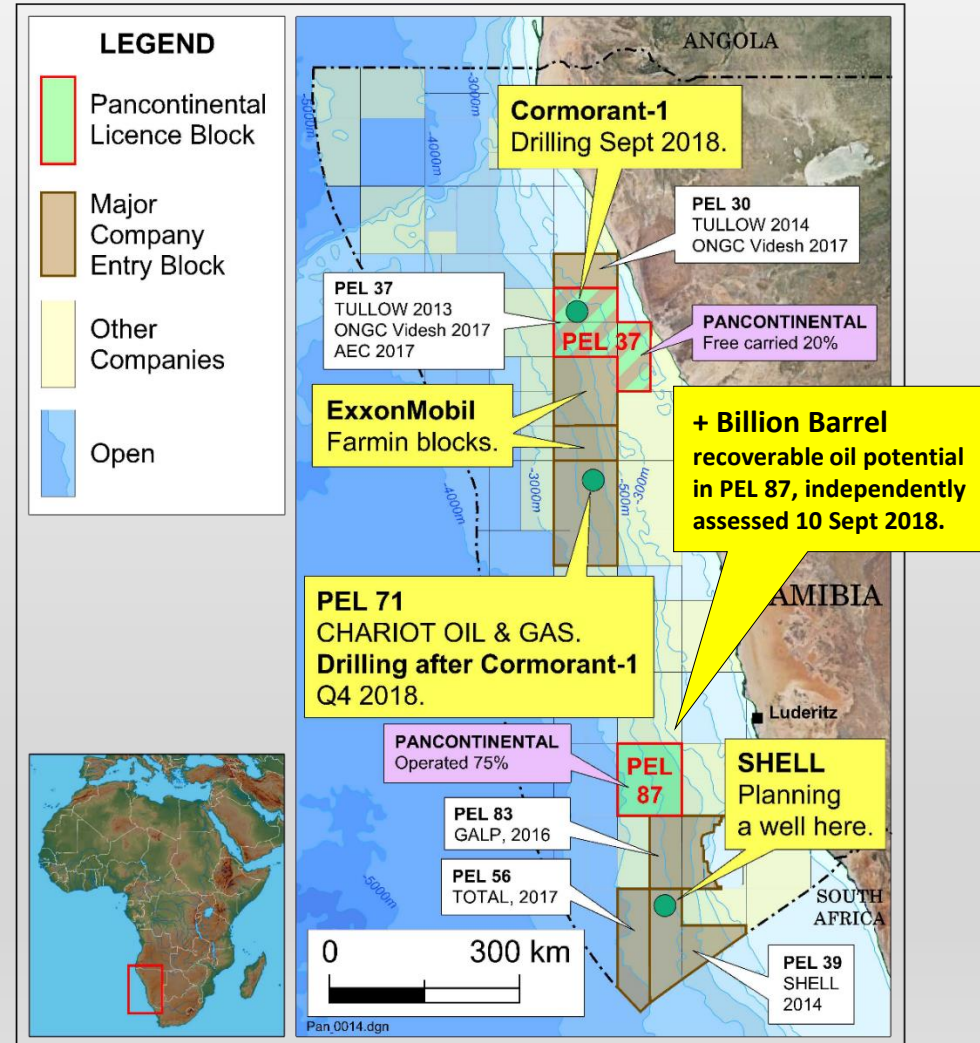 LEGEND
Pancontinental
Licence Block
Major
Company
Entry Block
Other
Companies
Open
ANGOLA
-5000m
-3000m
-4000m
Cormorant-1
Drilling Sept 2018.
PEL 30
TULLOW 2014
ONGC Videsh 2017
PEL 37
TULLOW 2013
ONGC Videsh 2017
AEC 2017
PEL 37
PANCONTINENTAL
Free carried 20%
ExxonMobil
Farmin blocks.
+ Billion Barrel
recoverable oil potential
in PEL 87, independently
assessed 10 Sept 2018.
-4000m
-3000m
-500m
-300m
AMIBIA
PEL 71
CHARIOT OIL & GAS.
Drilling after Cormorant-1
Q4 2018.
Luderitz
PANCONTINENTAL
Operated 75%
PEL
87
SHELL
Planning
a well here.
PEL 83
GALP, 2016
PEL 56
TOTAL, 2017
-5000m
SOUTH
AFRICA
0 300 km
PEL 39
SHELL
2014
Pan_0014.dgn